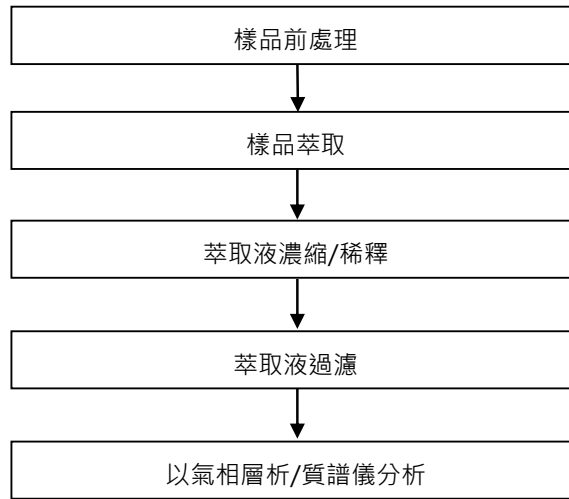 樣品前處理
樣品萃取
萃取液濃縮/稀釋
萃取液過濾
以氣相層析/質譜儀分析